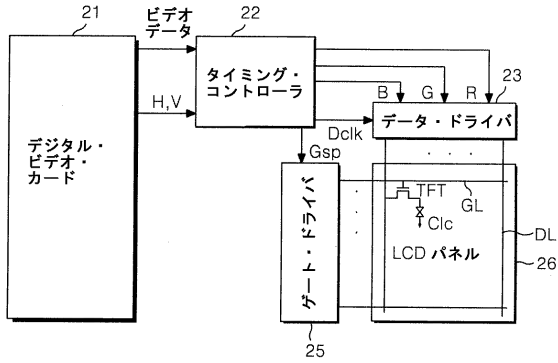 21
ビデオ
データ
22
タイミング・
コントローラ
H,V
デジタル・
ビデオ・
カード
B
G
R
23
データ・ドライバ
Dclk
Gsp
ゲート・ドライバ
25
TFT
GL
Clc
LCD パネル
DL
26